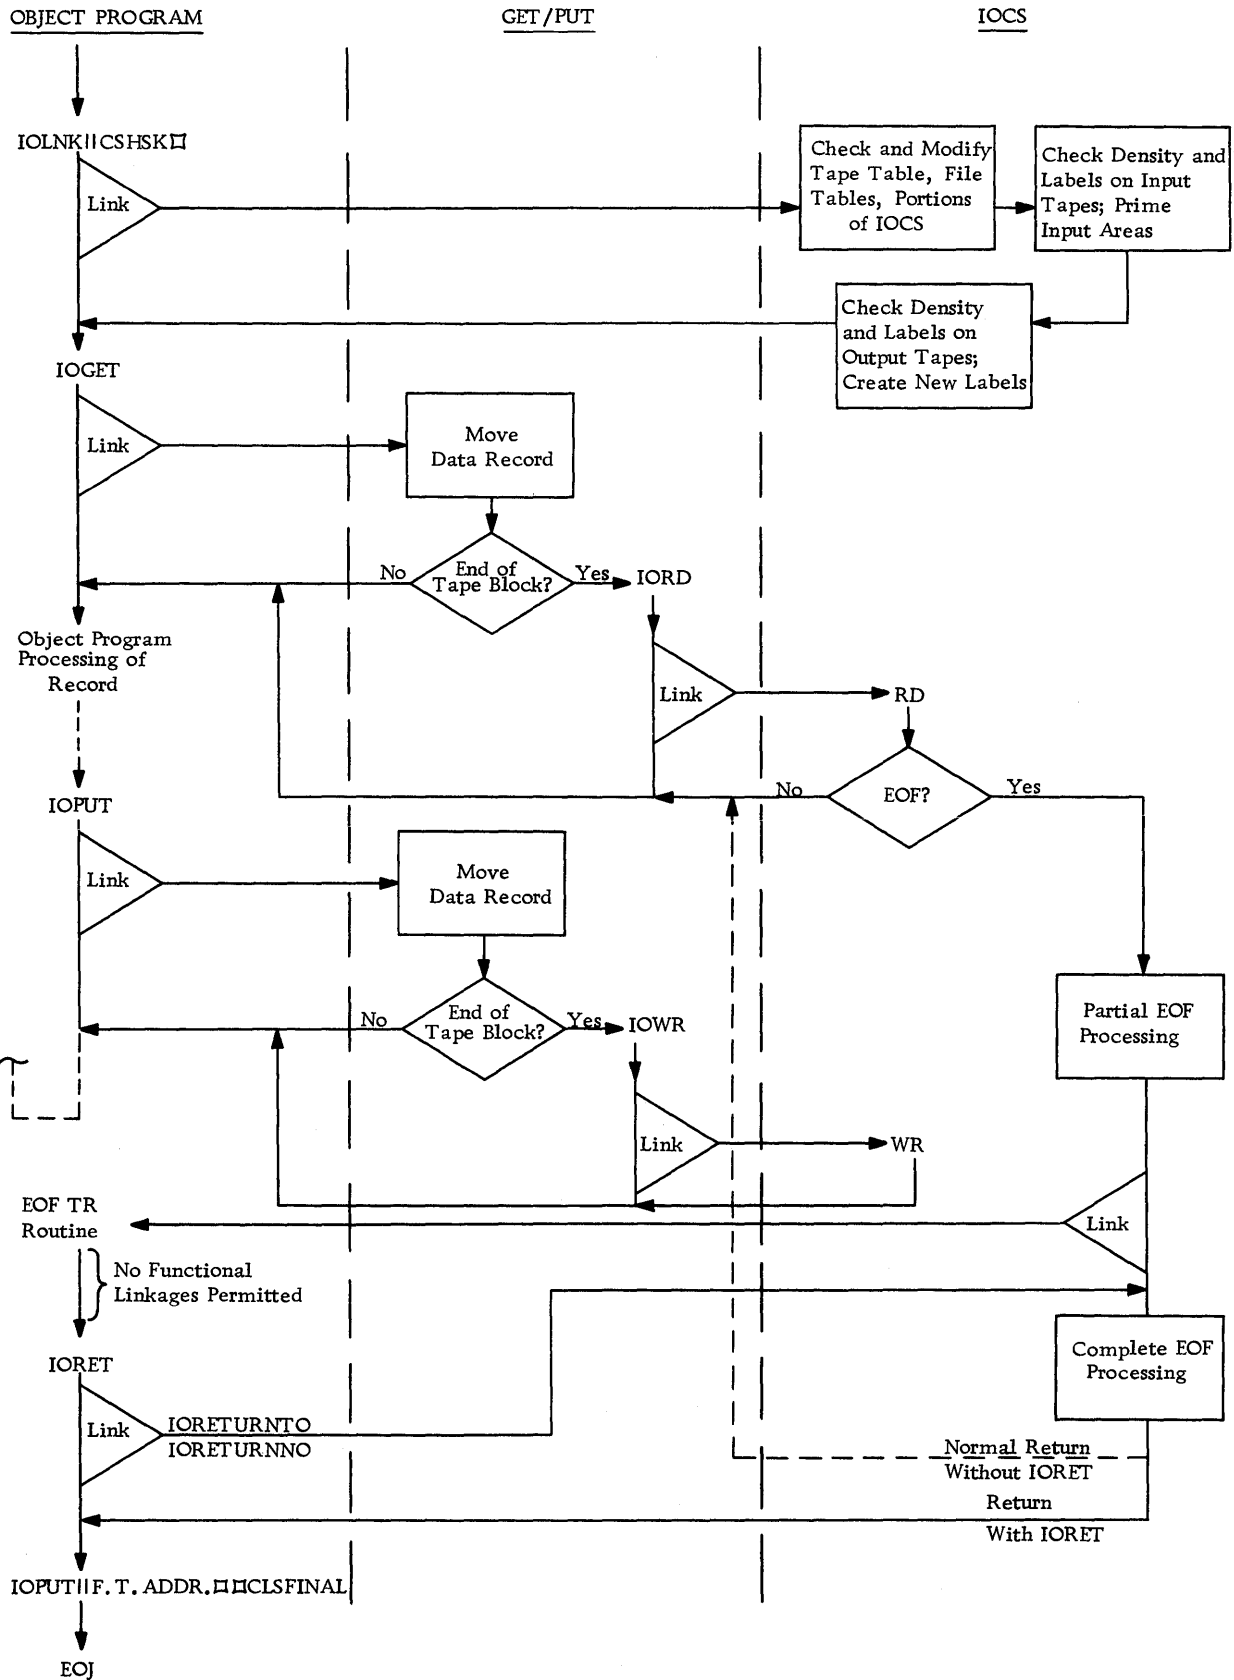 OBJECT PROGRAM
GET/PUT
IOCS
IOLNK||CSHSK⌑
Link
Check and Modify
Tape Table, File
Tables, Portions
of IOCS
Check Density and
Labels on Input
Tapes; Prime
Input Areas
Check Density
and Labels on
Output Tapes;
Create New Labels
IOGET
Link
Move
Data Record
End of
Tape Block?
No
Yes
IORD
Object Program
Processing of
Record
Link
RD
EOF?
No
Yes
IOPUT
Link
Move
Data Record
End of
Tape Block?
No
Yes
IOWR
Partial EOF
Processing
Link
WR
EOF TR
Routine
Link
No Functional
Linkages Permitted
IORET
Link
IORETURNTO
IORETURNNO
Complete EOF
Processing
Normal Return
Without IORET
Return
With IORET
IOPUT||F. T. ADDR.⌑⌑CLSFINAL
EOJ